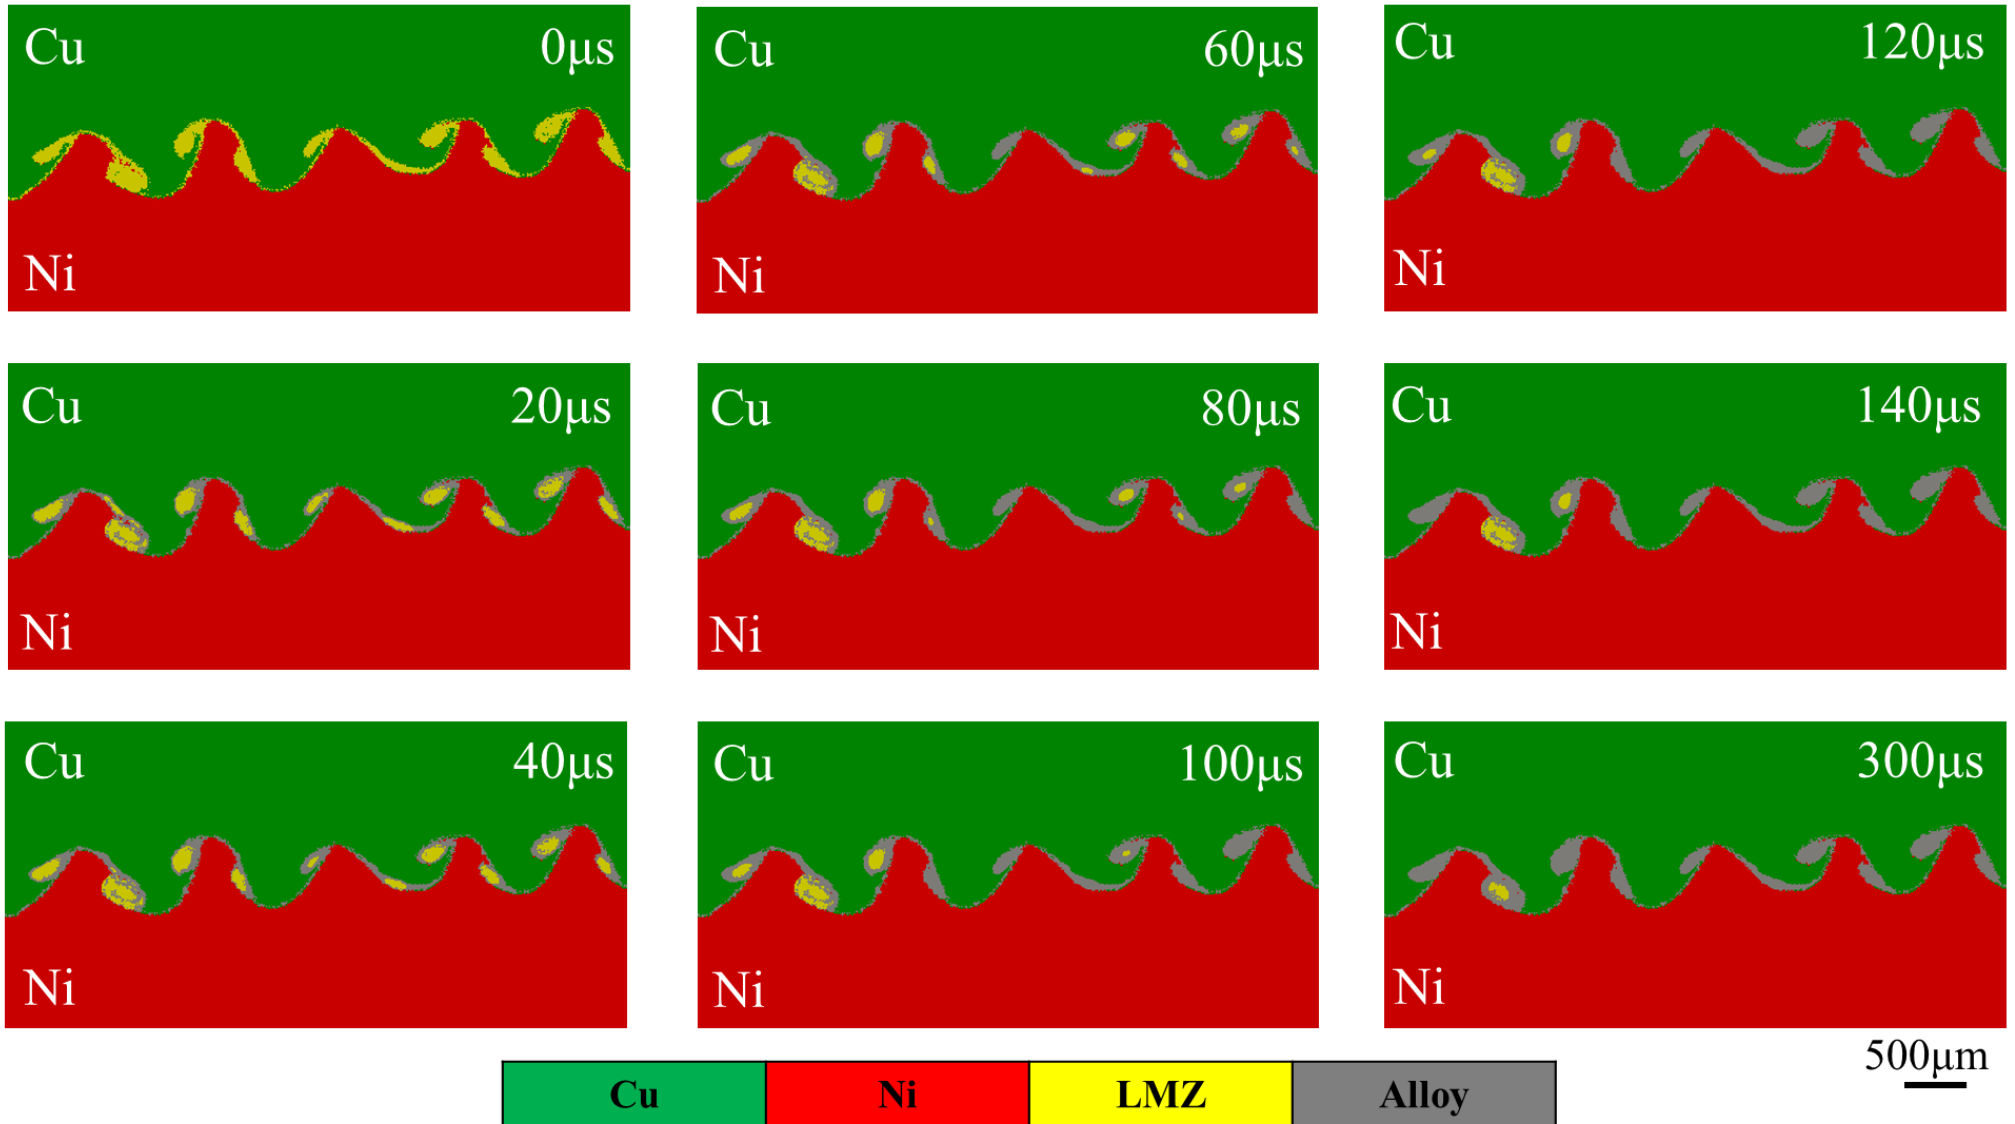 Cu 0μs
Ni
Cu 60μs
Ni
Cu 120μs
Ni
Cu 20μs
Ni
Cu 80μs
Ni
Cu 140μs
Ni
Cu 40μs
Ni
Cu 100μs
Ni
Cu 300μs
Ni
500μm
Cu Ni LMZ Alloy